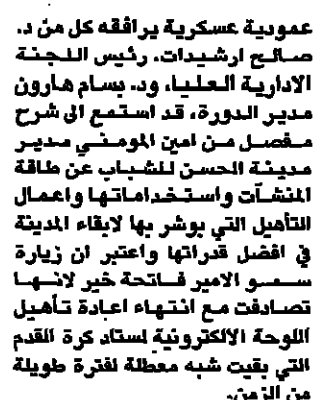 عمودية عسكرية يرافقه كل من د.
صالح ارشيدات، رئيس اللجنة
الادارية العليا، ود. بسام هارون
مدير الدورة، قد استمع الى شرح
مفصل من امين المومني مدير
مدينة الحسن للشباب عن طاقة
المنشآت واستخداماتها واعمال
التأهيل التي بوشر بها لابقاء المدينة
في افضل قدراتها واعتبر ان زيارة
سمو الامير فاتحة خير لانها
تصادفت مع انتهاء اعادة تأهيل
اللوحة الالكترونية لستاد كرة القدم
التي بقيت شبه معطلة لفترة طويلة
من الزمن.